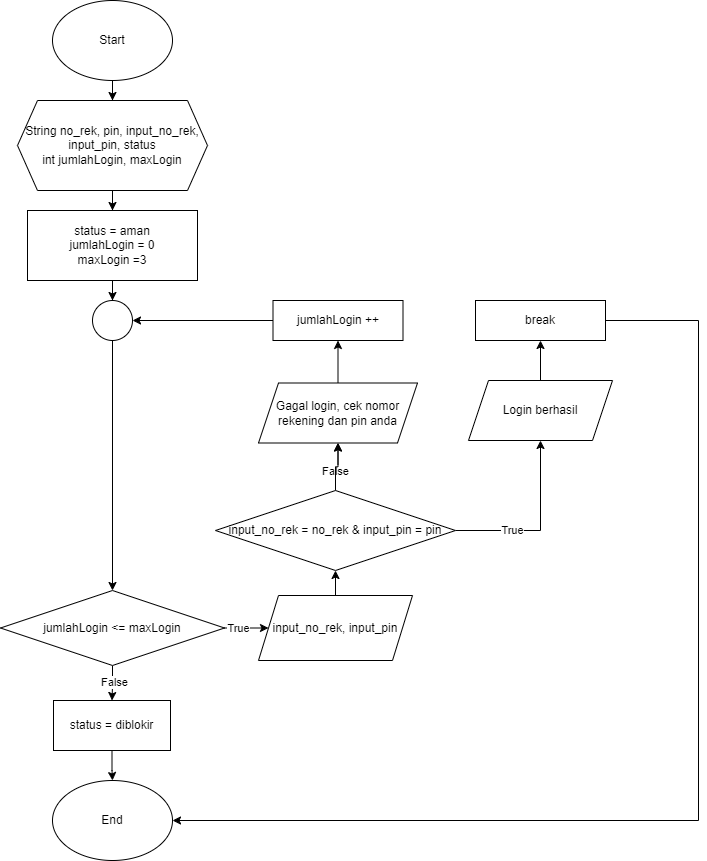 Start
String no_rek, pin, input_no_rek,
input_pin, status
int jumlahLogin, maxLogin
status = aman
jumlahLogin = 0
maxLogin =3
jumlahLogin ++
break
Gagal login, cek nomor
rekening dan pin anda
Login berhasil
False
input_no_rek = no_rek & input_pin = pin
True
jumlahLogin <= maxLogin
True
input_no_rek, input_pin
False
status = diblokir
End